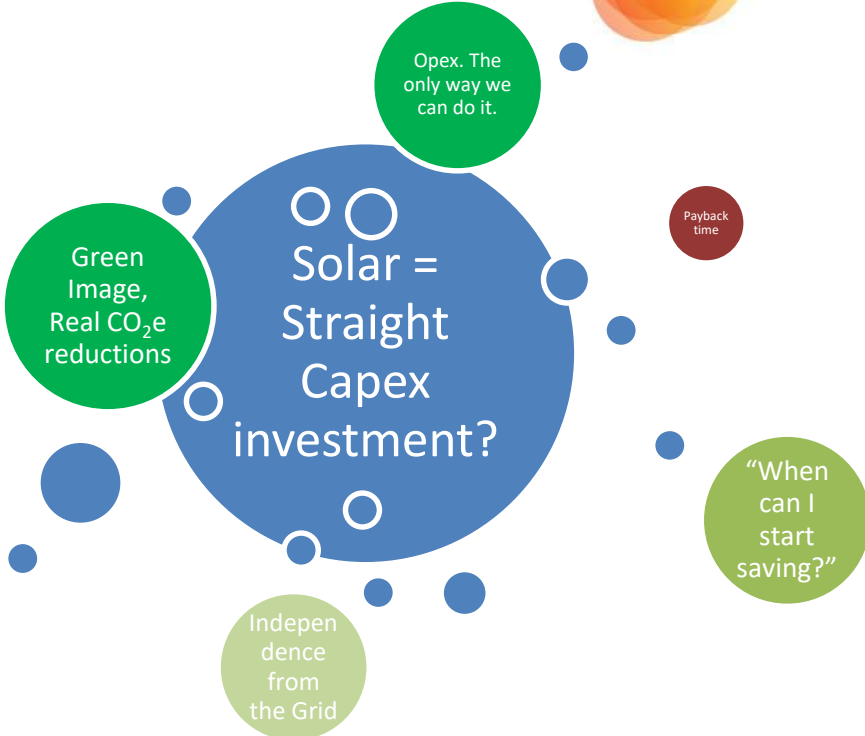 Opex. The
only way we
can do it.
Payback
time
Green
Image,
Real CO₂e
reductions
Solar =
Straight
Capex
investment?
“When
can I
start
saving?”
Indepen
dence
from
the Grid